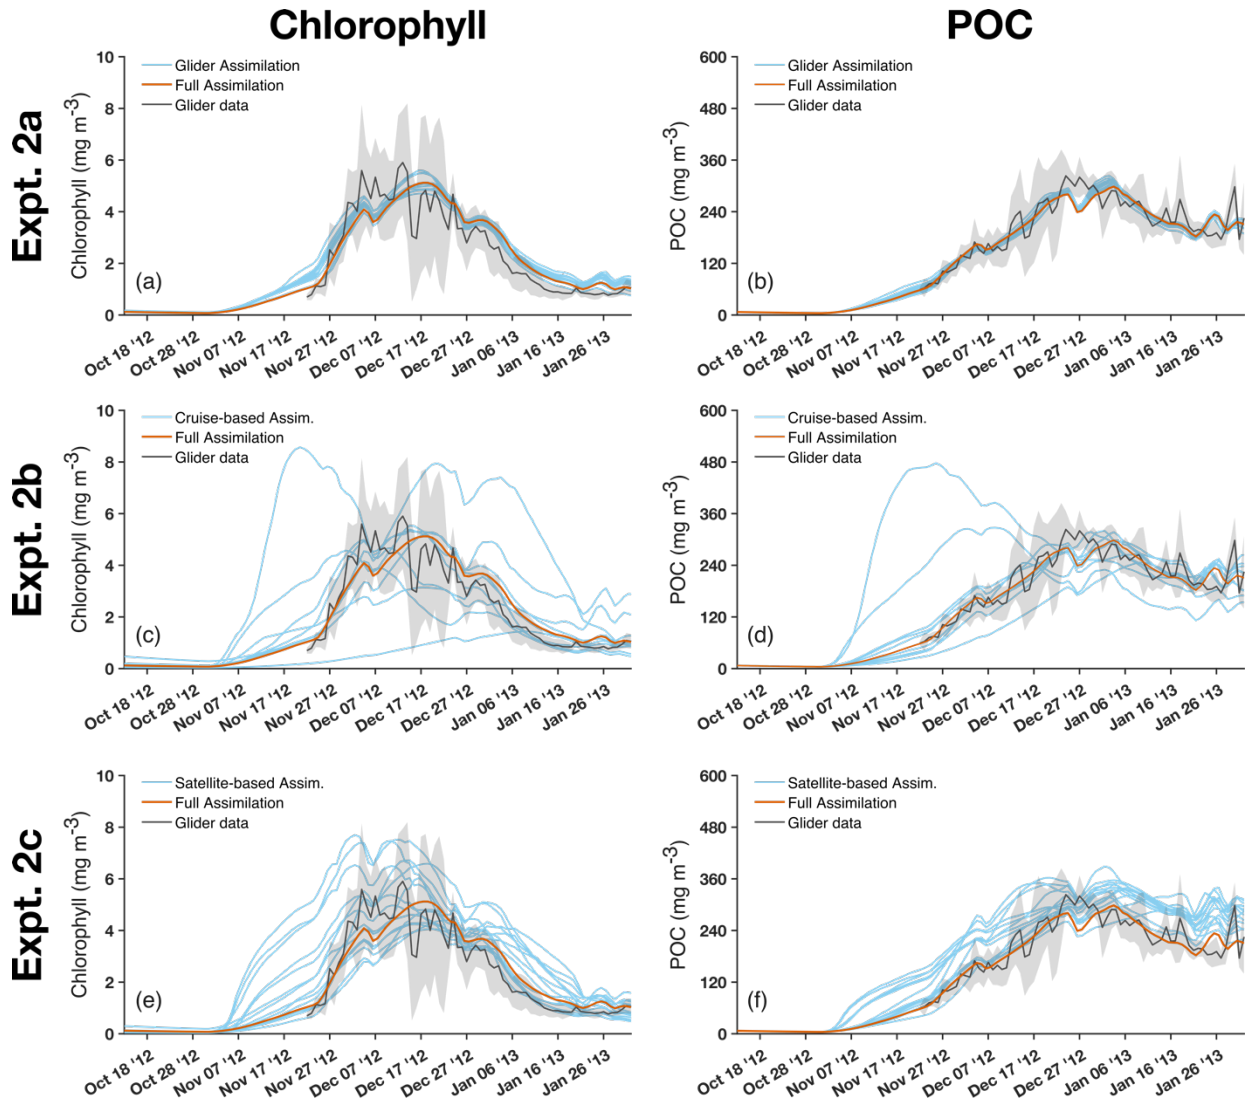 Chlorophyll
POC
Expt. 2a
10
8
6
4
2
0
Chlorophyll (mg m-3)
Glider Assimilation
Full Assimilation
Glider data
(a)
Oct 18 '12
Oct 28 '12
Nov 07 '12
Nov 17 '12
Nov 27 '12
Dec 07 '12
Dec 17 '12
Dec 27 '12
Jan 06 '13
Jan 16 '13
Jan 26 '13
600
480
360
240
120
0
POC (mg m-3)
Glider Assimilation
Full Assimilation
Glider data
(b)
Oct 18 '12
Oct 28 '12
Nov 07 '12
Nov 17 '12
Nov 27 '12
Dec 07 '12
Dec 17 '12
Dec 27 '12
Jan 06 '13
Jan 16 '13
Jan 26 '13
Expt. 2b
10
8
6
4
2
0
Chlorophyll (mg m-3)
Cruise-based Assim.
Full Assimilation
Glider data
(c)
Oct 18 '12
Oct 28 '12
Nov 07 '12
Nov 17 '12
Nov 27 '12
Dec 07 '12
Dec 17 '12
Dec 27 '12
Jan 06 '13
Jan 16 '13
Jan 26 '13
600
480
360
240
120
0
POC (mg m-3)
Cruise-based Assim.
Full Assimilation
Glider data
(d)
Oct 18 '12
Oct 28 '12
Nov 07 '12
Nov 17 '12
Nov 27 '12
Dec 07 '12
Dec 17 '12
Dec 27 '12
Jan 06 '13
Jan 16 '13
Jan 26 '13
Expt. 2c
10
8
6
4
2
0
Chlorophyll (mg m-3)
Satellite-based Assim.
Full Assimilation
Glider data
(e)
Oct 18 '12
Oct 28 '12
Nov 07 '12
Nov 17 '12
Nov 27 '12
Dec 07 '12
Dec 17 '12
Dec 27 '12
Jan 06 '13
Jan 16 '13
Jan 26 '13
600
480
360
240
120
0
POC (mg m-3)
Satellite-based Assim.
Full Assimilation
Glider data
(f)
Oct 18 '12
Oct 28 '12
Nov 07 '12
Nov 17 '12
Nov 27 '12
Dec 07 '12
Dec 17 '12
Dec 27 '12
Jan 06 '13
Jan 16 '13
Jan 26 '13